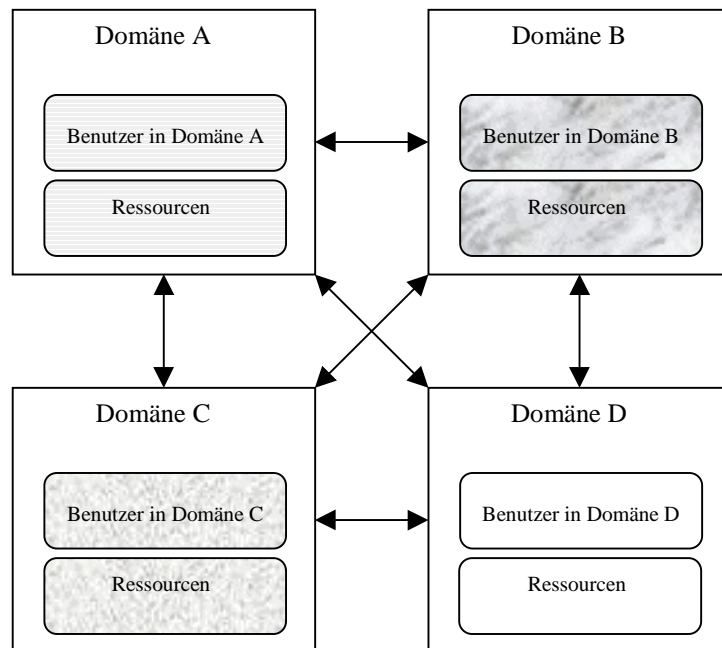 Domäne A
Benutzer in Domäne A
Ressourcen
Domäne B
Benutzer in Domäne B
Ressourcen
Domäne C
Benutzer in Domäne C
Ressourcen
Domäne D
Benutzer in Domäne D
Ressourcen